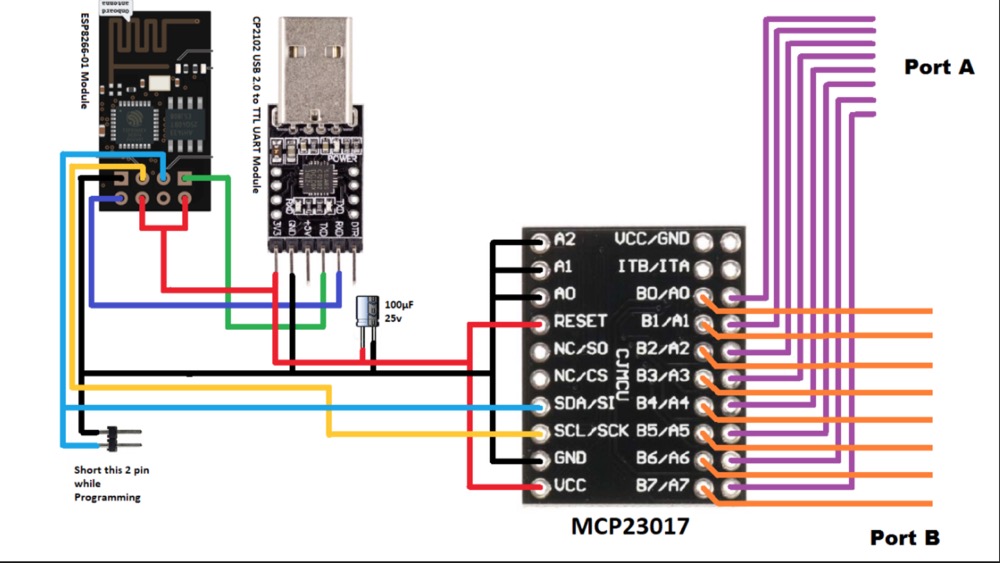 Onboard
antenna
ESP8266-01 Module
CP2102 USB 2.0 to TTL UART Module
POWER
RXD
TXD
3V3
GND
+5V
TXD
RXD
DTR
100µF
25v
Port A
A2 VCC/GND
A1 ITB/ITA
A0 B0/A0
RESET B1/A1
NC/SO B2/A2
NC/CS B3/A3
SDA/SI B4/A4
SCL/SCK B5/A5
GND B6/A6
VCC B7/A7
CJMCU
Short this 2 pin
while
Programming
MCP23017
Port B